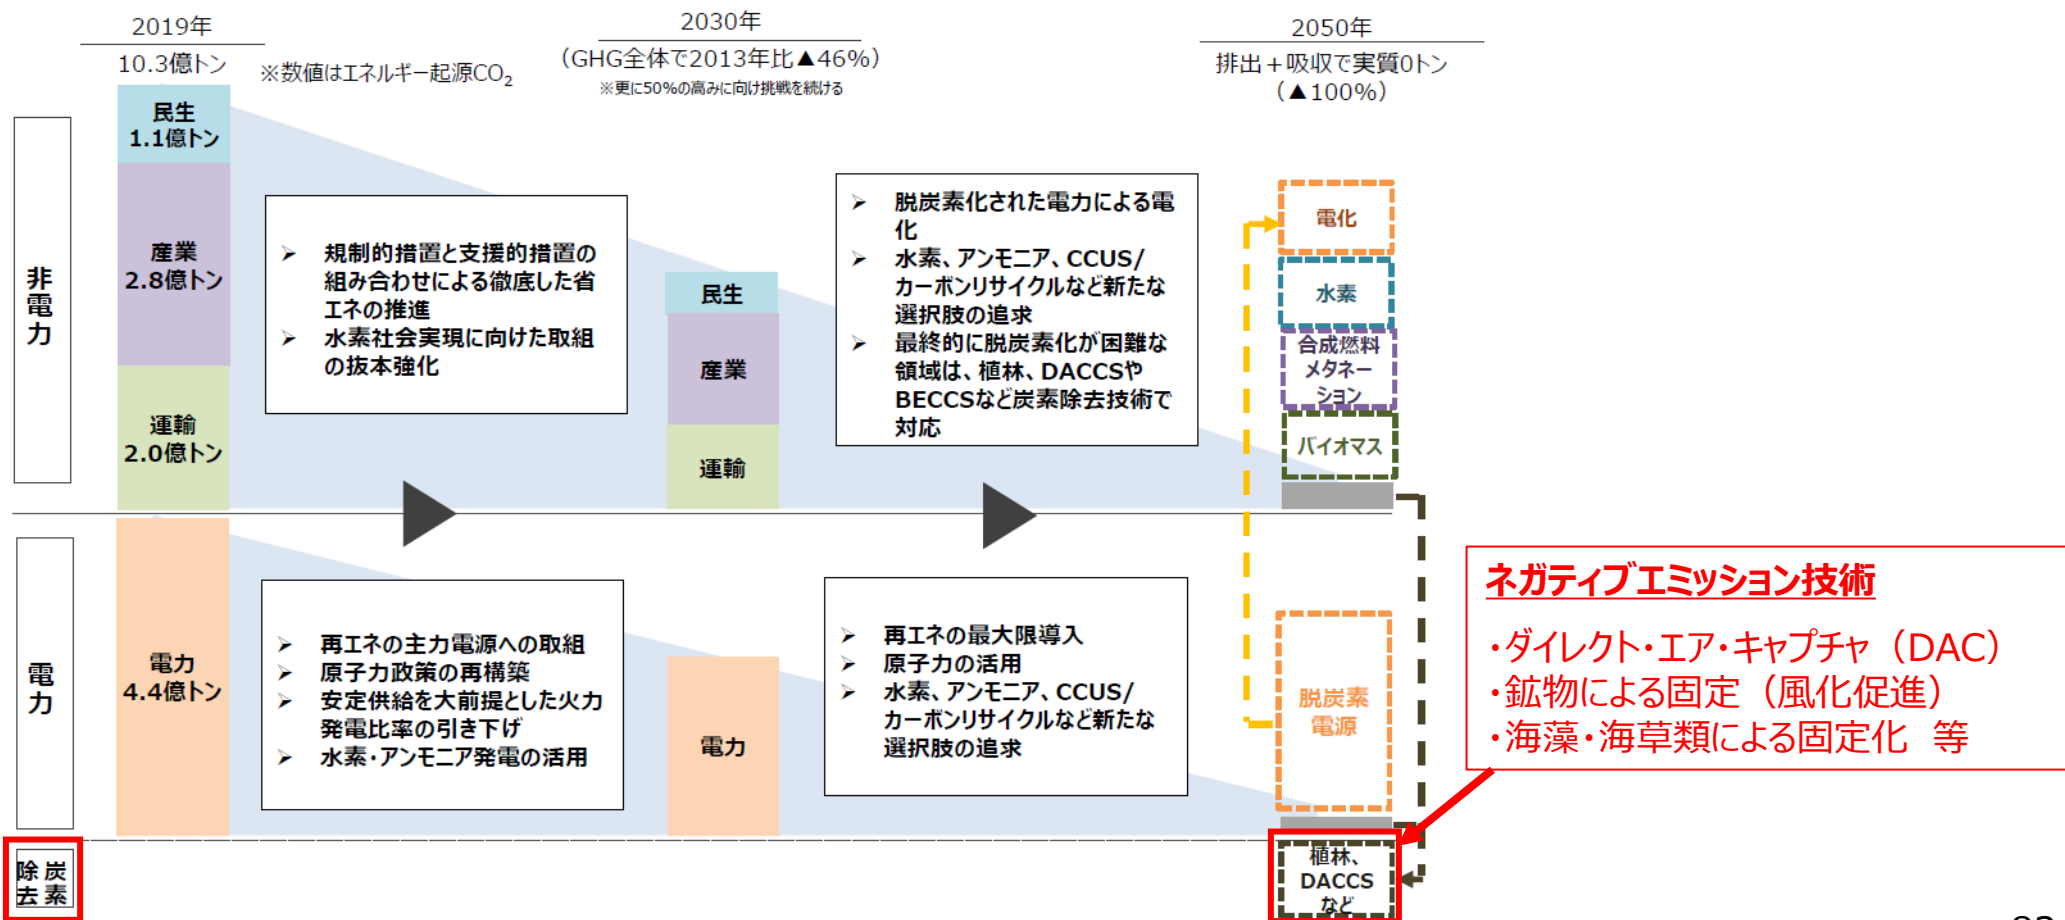 2019年
10.3億トン
※数値はエネルギー起源CO2
2030年
(GHG全体で2013年比▲46%)
※更に50%の高みに向け挑戦を続ける
2050年
排出+吸収で実質0トン
(▲100%)
非電力
民生
1.1億トン
産業
2.8億トン
運輸
2.0億トン
➢ 規制的措置と支援的措置の
組み合わせによる徹底した省
エネの推進
➢ 水素社会実現に向けた取組
の抜本強化
民生
産業
運輸
➢ 脱炭素化された電力による電
化
➢ 水素、アンモニア、CCUS/
カーボンリサイクルなど新たな
選択肢の追求
➢ 最終的に脱炭素化が困難な
領域は、植林、DACCSや
BECCSなど炭素除去技術で
対応
電化
水素
合成燃料
メタネー
ション
バイオマス
電力
電力
4.4億トン
➢ 再エネの主力電源への取組
➢ 原子力政策の再構築
➢ 安定供給を大前提とした火力
発電比率の引き下げ
➢ 水素・アンモニア発電の活用
電力
➢ 再エネの最大限導入
➢ 原子力の活用
➢ 水素、アンモニア、CCUS/
カーボンリサイクルなど新たな
選択肢の追求
脱炭素
電源
ネガティブエミッション技術
・ダイレクト・エア・キャプチャ(DAC)
・鉱物による固定(風化促進)
・海藻・海草類による固定化 等
炭素除去
植林、
DACCS
など